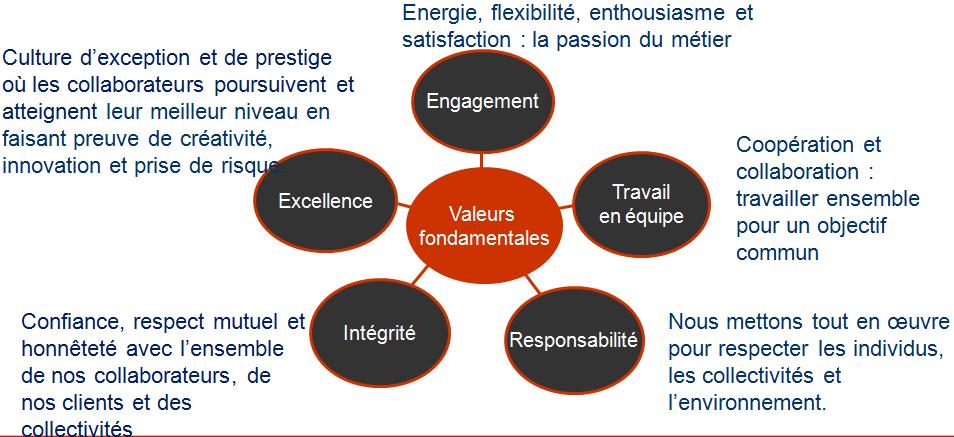 Energie, flexibilité, enthousiasme et
satisfaction : la passion du métier
Culture d’exception et de prestige
où les collaborateurs poursuivent et
atteignent leur meilleur niveau en
faisant preuve de créativité,
innovation et prise de risque.
Engagement
Coopération et
collaboration :
travailler ensemble
pour un objectif
commun
Excellence
Travail
en équipe
Valeurs
fondamentales
Confiance, respect mutuel et
honnêteté avec l’ensemble
de nos collaborateurs, de
nos clients et des
collectivités
Intégrité
Responsabilité
Nous mettons tout en œuvre
pour respecter les individus,
les collectivités et
l’environnement.